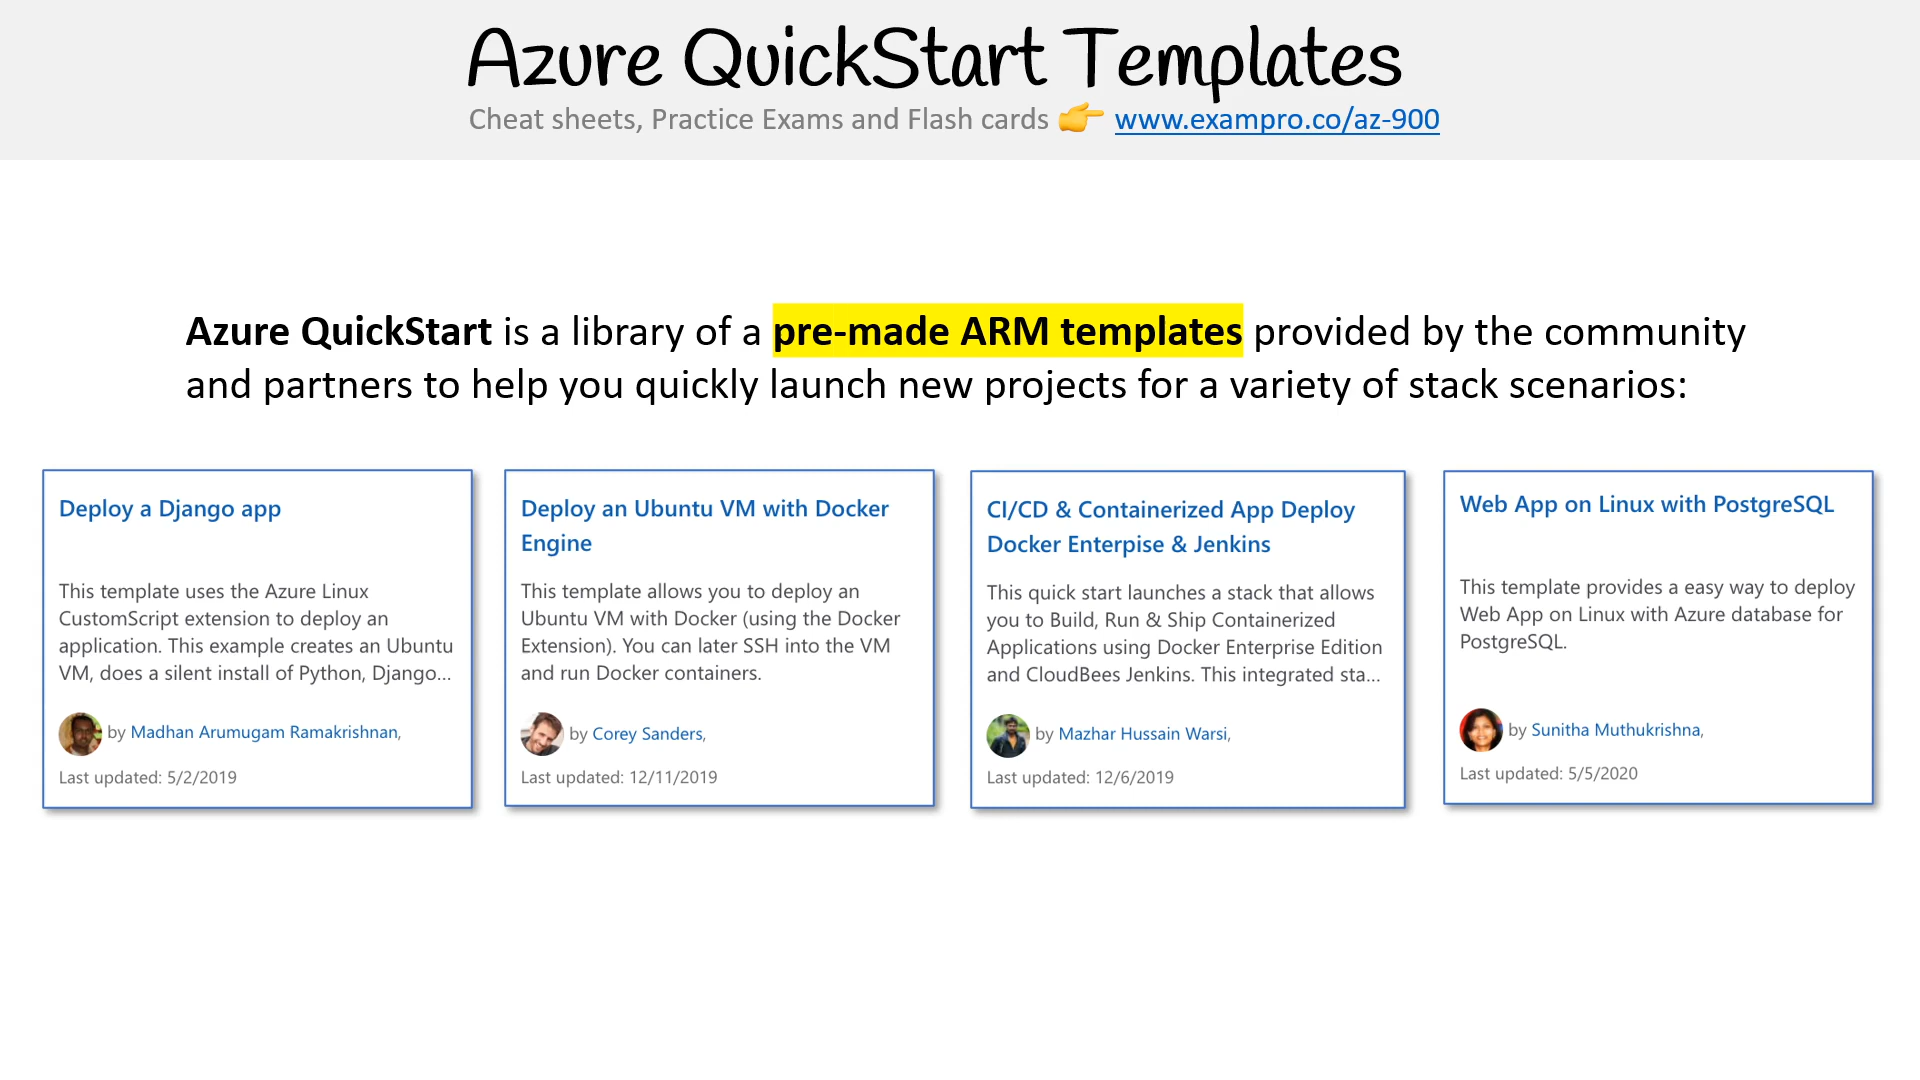 Azure QuickStart Templates
Cheat sheets, Practice Exams and Flash cards 👉 www.exampro.co/az-900
Azure QuickStart is a library of a pre-made ARM templates provided by the community
and partners to help you quickly launch new projects for a variety of stack scenarios:
Deploy a Django app
This template uses the Azure Linux
CustomScript extension to deploy an
application. This example creates an Ubuntu
VM, does a silent install of Python, Django...
by Madhan Arumugam Ramakrishnan,
Last updated: 5/2/2019
Deploy an Ubuntu VM with Docker
Engine
This template allows you to deploy an
Ubuntu VM with Docker (using the Docker
Extension). You can later SSH into the VM
and run Docker containers.
by Corey Sanders,
Last updated: 12/11/2019
CI/CD & Containerized App Deploy
Docker Enterpise & Jenkins
This quick start launches a stack that allows
you to Build, Run & Ship Containerized
Applications using Docker Enterprise Edition
and CloudBees Jenkins. This integrated sta...
by Mazhar Hussain Warsi,
Last updated: 12/6/2019
Web App on Linux with PostgreSQL
This template provides a easy way to deploy
Web App on Linux with Azure database for
PostgreSQL.
by Sunitha Muthukrishna,
Last updated: 5/5/2020